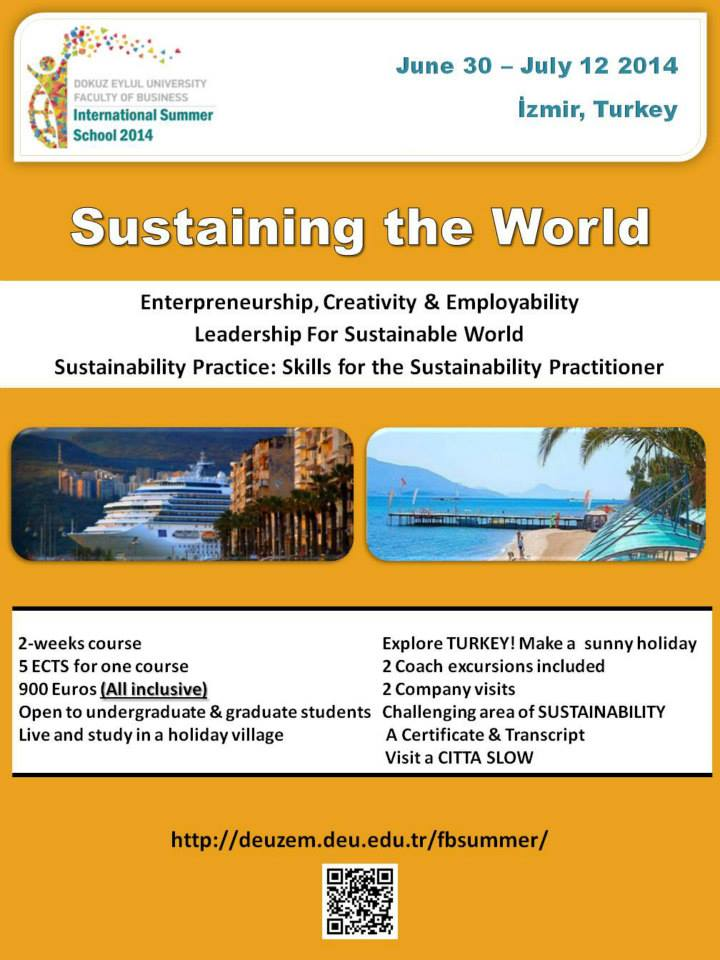 DOKUZ EYLUL UNIVERSITY
FACULTY OF BUSINESS
International Summer
School 2014
June 30 – July 12 2014
İzmir, Turkey
Sustaining the World
Enterpreneurship, Creativity & Employability
Leadership For Sustainable World
Sustainability Practice: Skills for the Sustainability Practitioner
2-weeks course
5 ECTS for one course
900 Euros (All inclusive)
Open to undergraduate & graduate students
Live and study in a holiday village
Explore TURKEY! Make a sunny holiday
2 Coach excursions included
2 Company visits
Challenging area of SUSTAINABILITY
A Certificate & Transcript
Visit a CITTA SLOW
http://deuzem.deu.edu.tr/fbsummer/